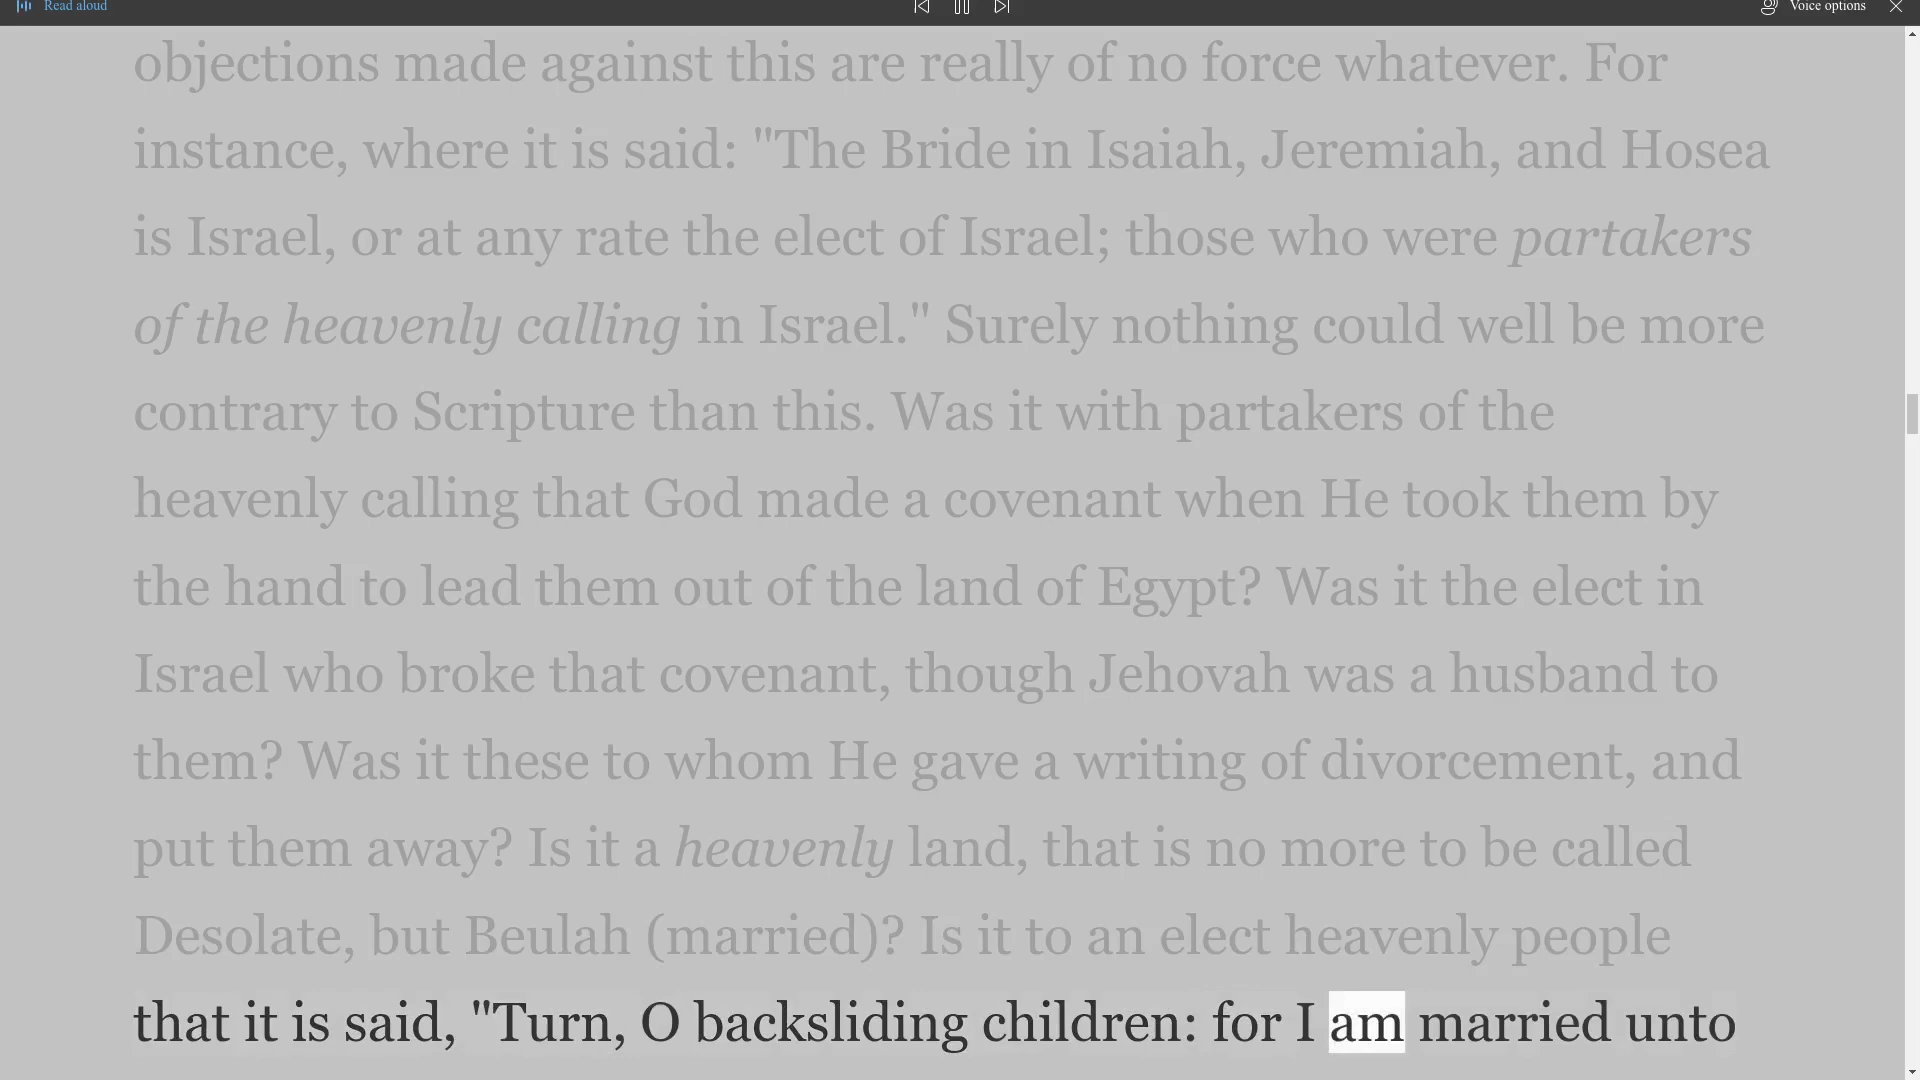 Read aloud
Voice options
objections made against this are really of no force whatever. For
instance, where it is said: "The Bride in Isaiah, Jeremiah, and Hosea
is Israel, or at any rate the elect of Israel; those who were partakers
of the heavenly calling in Israel." Surely nothing could well be more
contrary to Scripture than this. Was it with partakers of the
heavenly calling that God made a covenant when He took them by
the hand to lead them out of the land of Egypt? Was it the elect in
Israel who broke that covenant, though Jehovah was a husband to
them? Was it these to whom He gave a writing of divorcement, and
put them away? Is it a heavenly land, that is no more to be called
Desolate, but Beulah (married)? Is it to an elect heavenly people
that it is said, "Turn, O backsliding children: for I am married unto